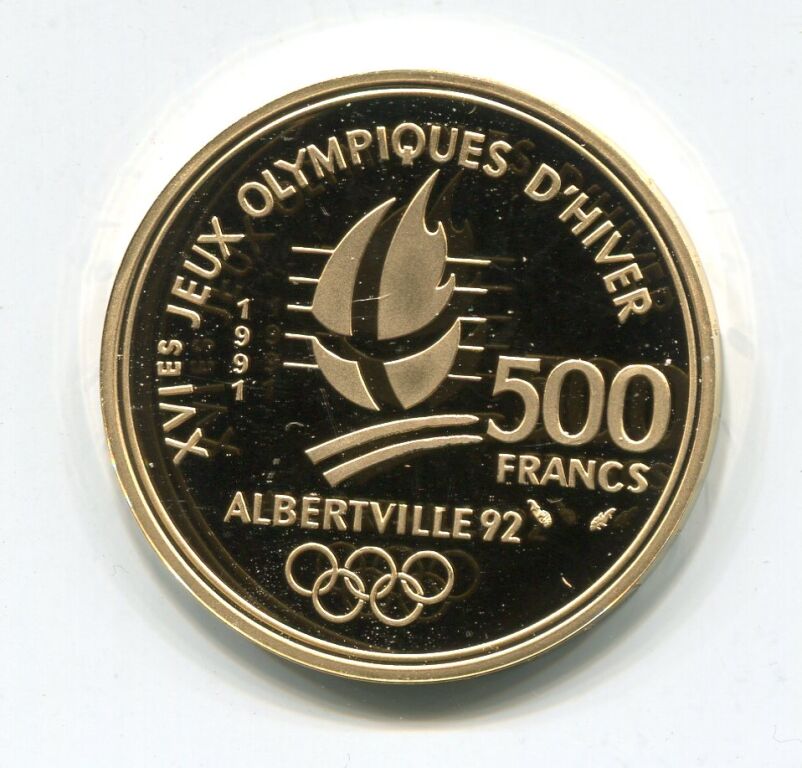 XVIES JEUX OLYMPIQUES D'HIVER
1991
500
FRANCS
ALBERTVILLE 92